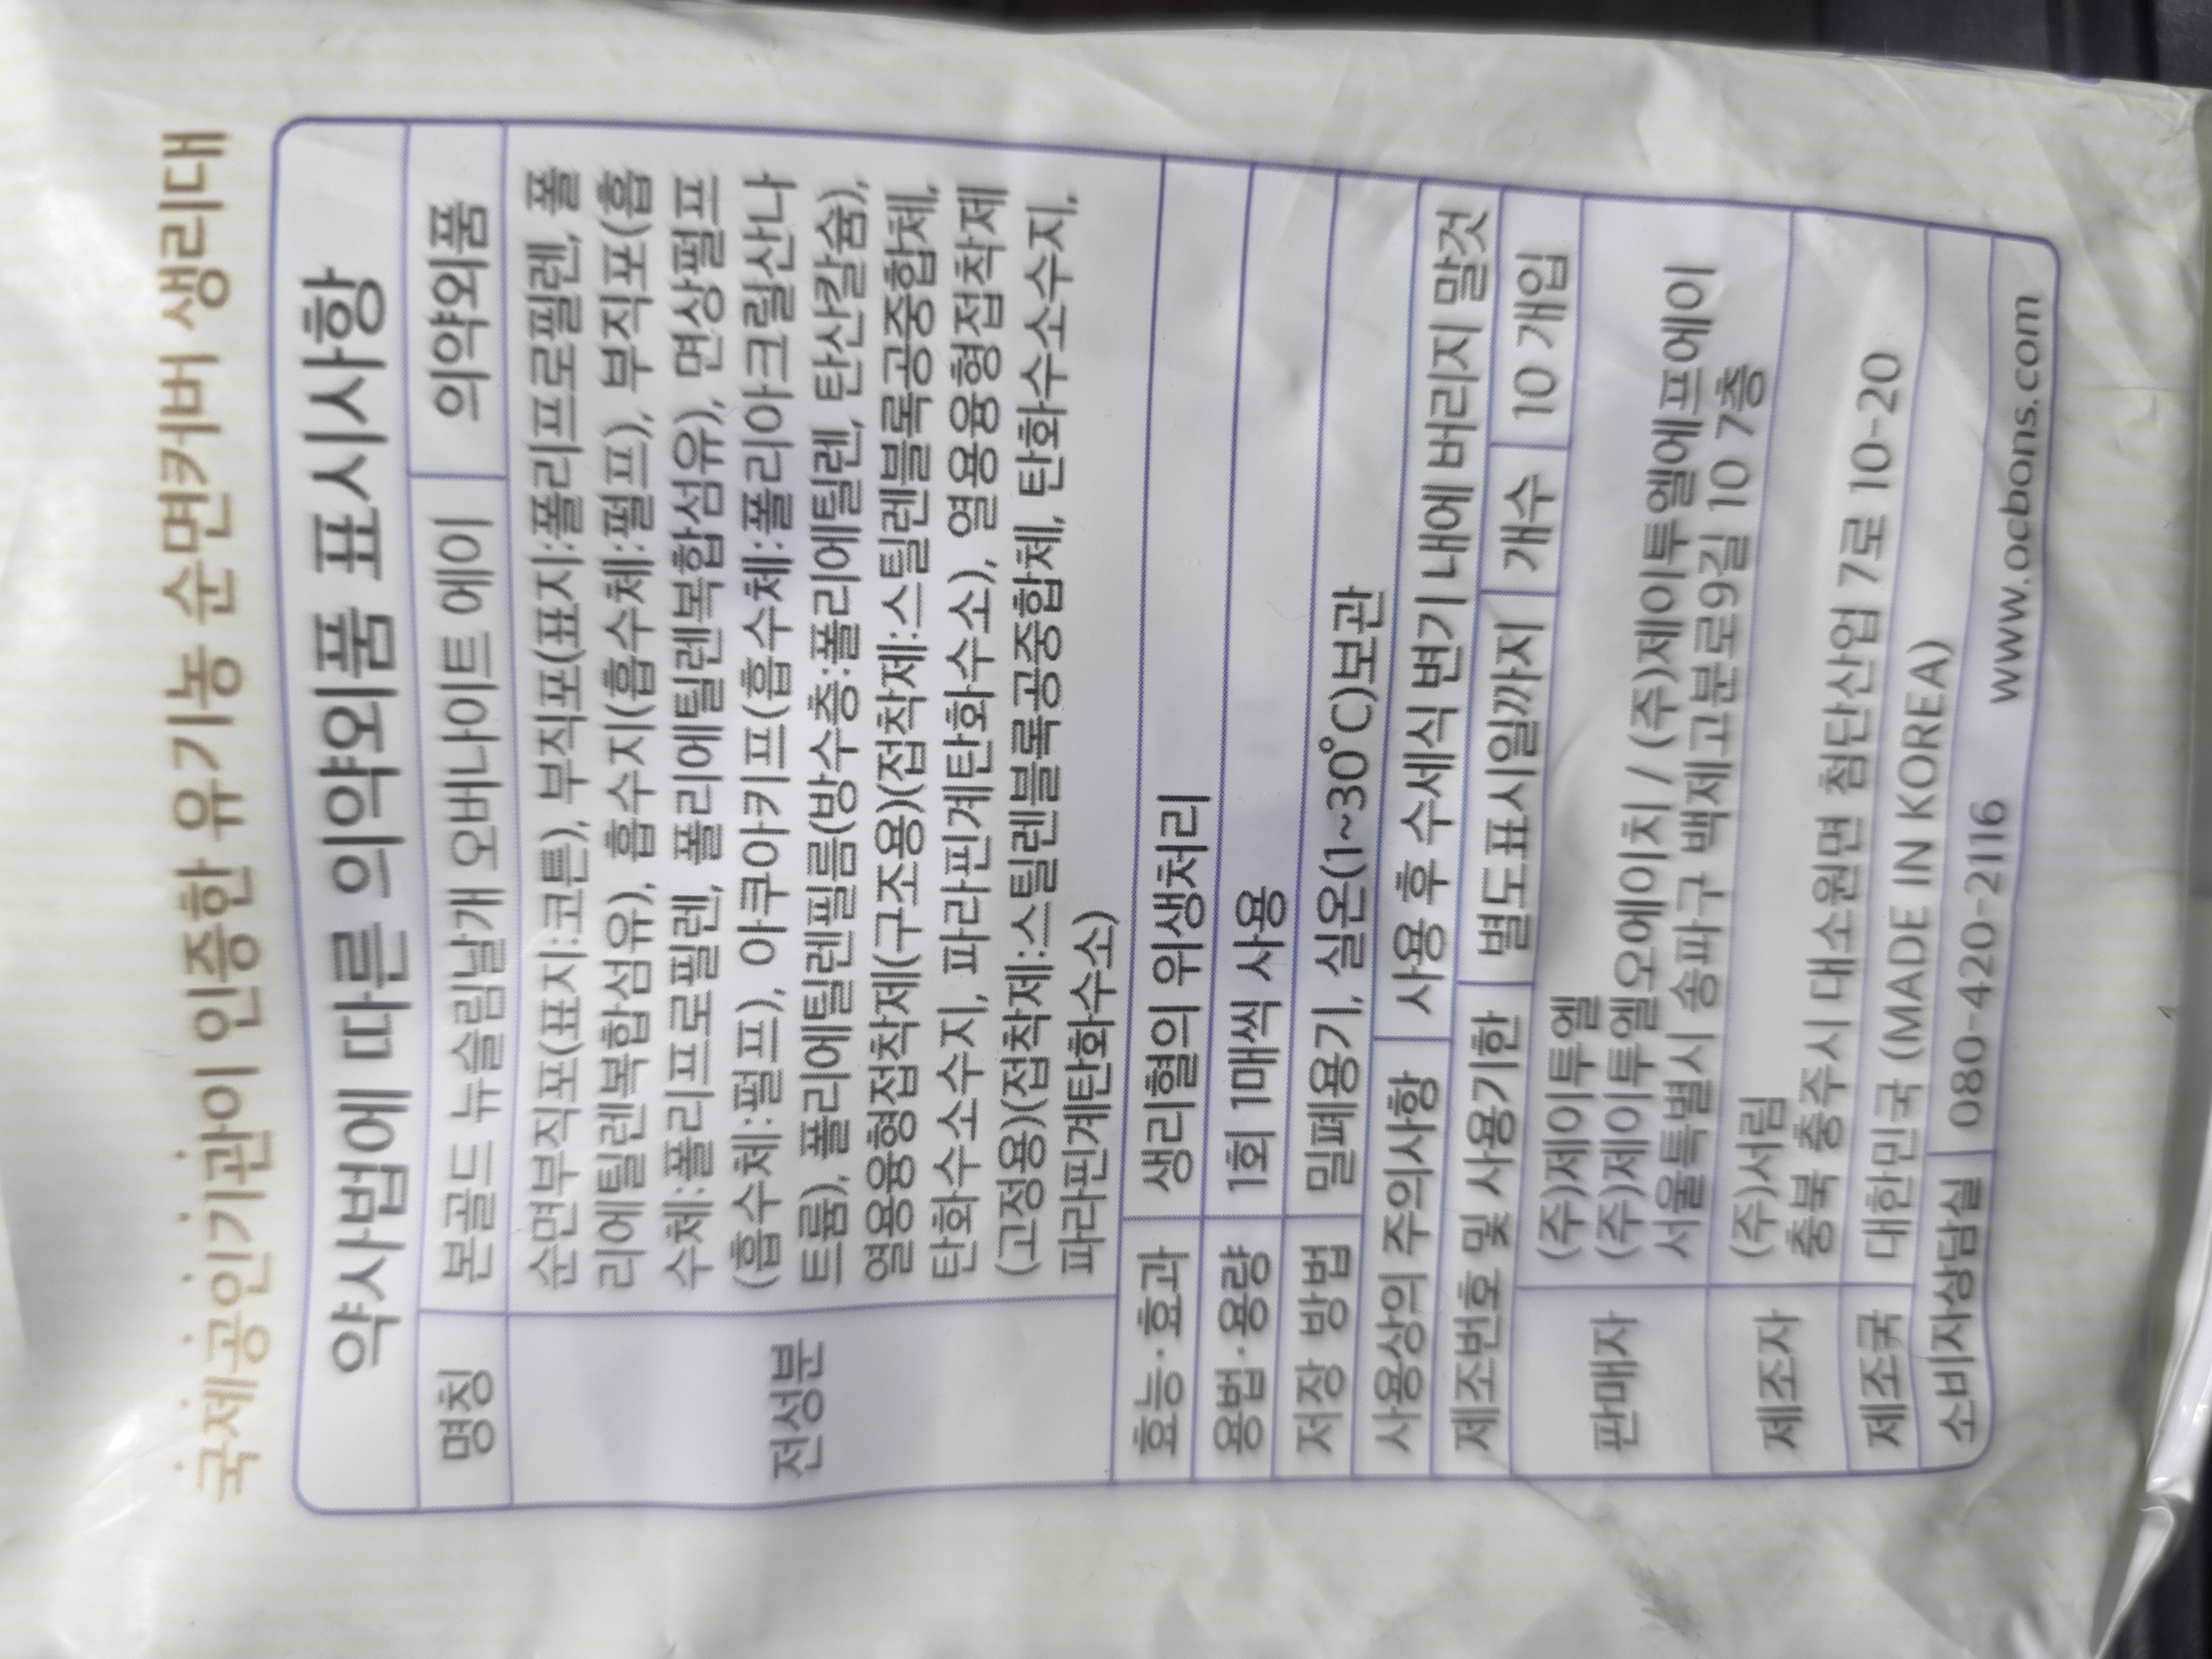 국제공인기관이 인증한 유기농 순면커버 생리대
약사법에 따른 의약외품 표시사항
명칭 본골드 뉴슬림날개 오버나이트 에이 의약외품
전성분
순면부직포(표지:코튼), 부직포(표지:폴리프로필렌, 폴
리에틸렌복합섬유), 흡수지(흡수체:펄프), 부직포(흡
수체:폴리프로필렌, 폴리에틸렌복합섬유), 면상펄프
(흡수체:펄프), 아쿠아키프(흡수체:폴리아크릴산나
트륨), 폴리에틸렌필름(방수층:폴리에틸렌, 탄산칼슘),
열용융형접착제(구조용)(접착제:스틸렌블록공중합체,
탄화수소수지, 파라핀계탄화수소), 열용융형접착제
(고정용)(접착제:스틸렌블록공중합체, 탄화수소수지,
파라핀계탄화수소)
효능·효과 생리혈의 위생처리
용법·용량 1회 1매씩 사용
저장 방법 밀폐용기, 실온(1~30°C)보관
사용상의 주의사항 사용 후 수세식 변기 내에 버리지 말것
제조번호 및 사용기한 별도표시일까지 개수 10 개입
판매자
(주)제이투엘
(주)제이투엘오에이치 / (주)제이투엘에프에이
서울특별시 송파구 백제고분로9길 10 7층
제조자
(주)서림
충북 충주시 대소원면 첨단산업 7로 10-20
제조국 대한민국 (MADE IN KOREA)
소비자상담실 080-420-2116 www.ocbons.com